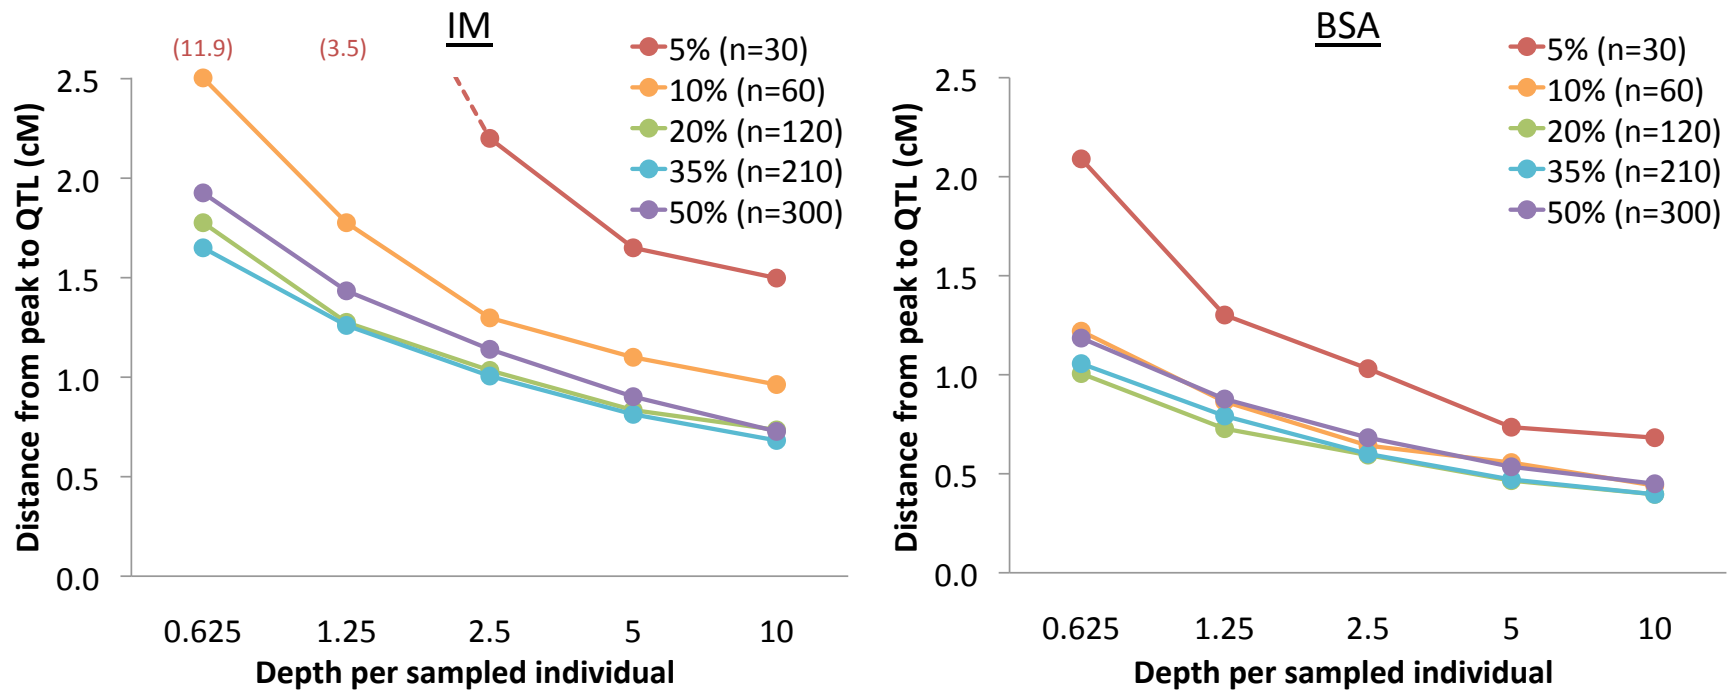 IM
(11.9)
(3.5)
5% (n=30)
10% (n=60)
20% (n=120)
35% (n=210)
50% (n=300)
Distance from peak to QTL (cM)
2.5
2.0
1.5
1.0
0.5
0.0
0.625
1.25
2.5
5
10
Depth per sampled individual
BSA
5% (n=30)
10% (n=60)
20% (n=120)
35% (n=210)
50% (n=300)
Distance from peak to QTL (cM)
2.5
2.0
1.5
1.0
0.5
0.0
0.625
1.25
2.5
5
10
Depth per sampled individual